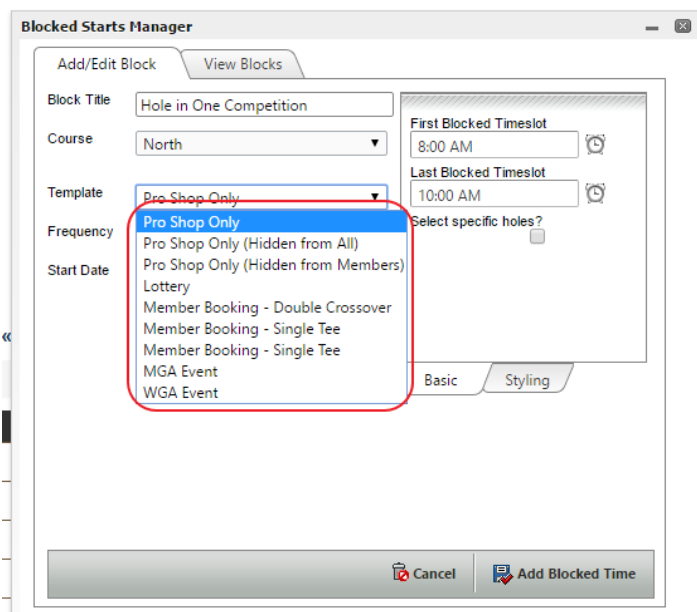 Blocked Starts Manager
Add/Edit Block
View Blocks
Block Title
Hole in One Competition
Course
North
Template
Pro Shop Only
Frequency
Start Date
Pro Shop Only
Pro Shop Only (Hidden from All)
Pro Shop Only (Hidden from Members)
Lottery
Member Booking - Double Crossover
Member Booking - Single Tee
Member Booking - Single Tee
MGA Event
WGA Event
First Blocked Timeslot
8:00 AM
Last Blocked Timeslot
10:00 AM
Select specific holes?
Basic
Styling
«
Cancel
Add Blocked Time